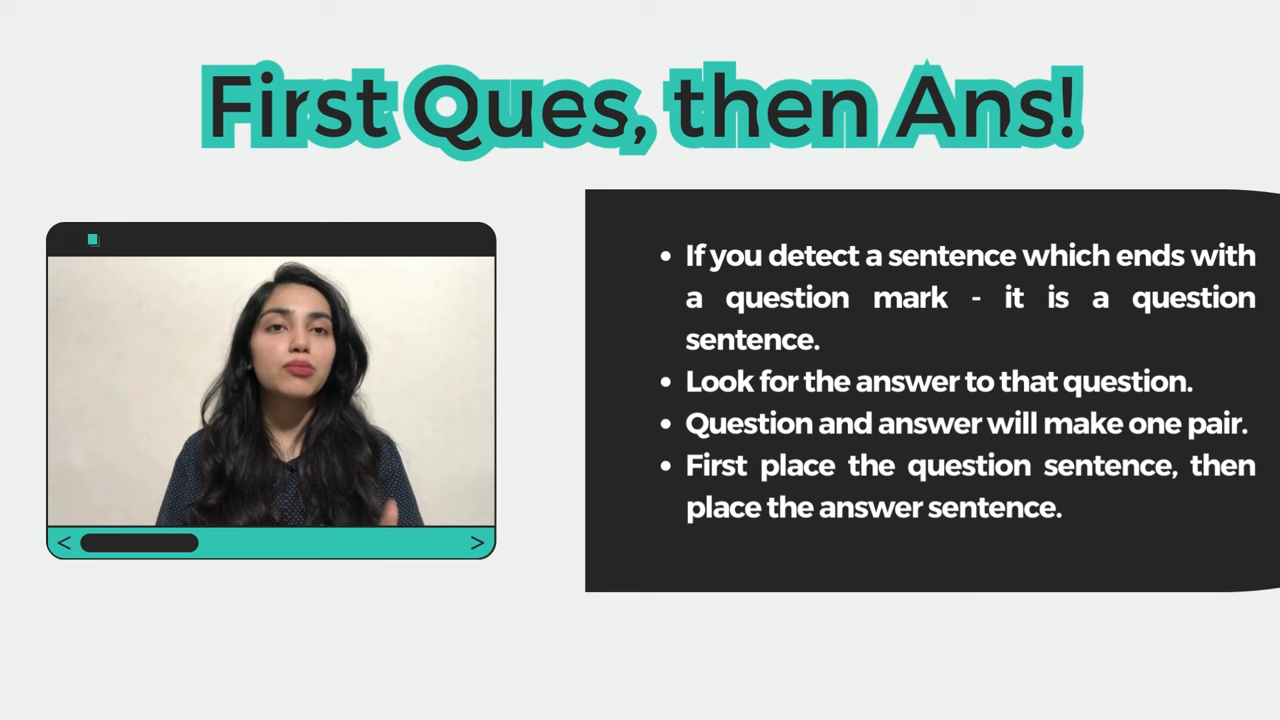 First Ques, then Ans!
• If you detect a sentence which ends with
a question mark - it is a question
sentence.
• Look for the answer to that question.
• Question and answer will make one pair.
• First place the question sentence, then
place the answer sentence.